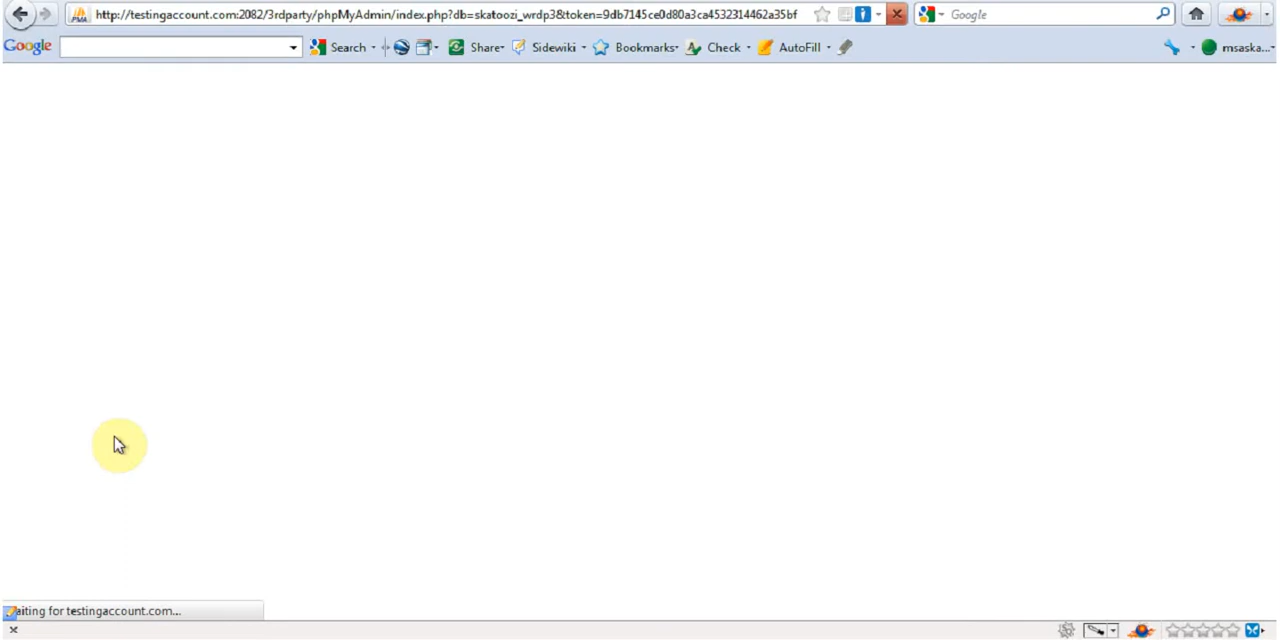 http://testingaccount.com:2082/3rdparty/phpMyAdmin/index.php?db=skatoozi_wrdp3&token=9db7145ce0d80a3ca4532314462a35bf Google
Google Search Share Sidewiki Bookmarks Check AutoFill msaska...
aiting for testingaccount.com...